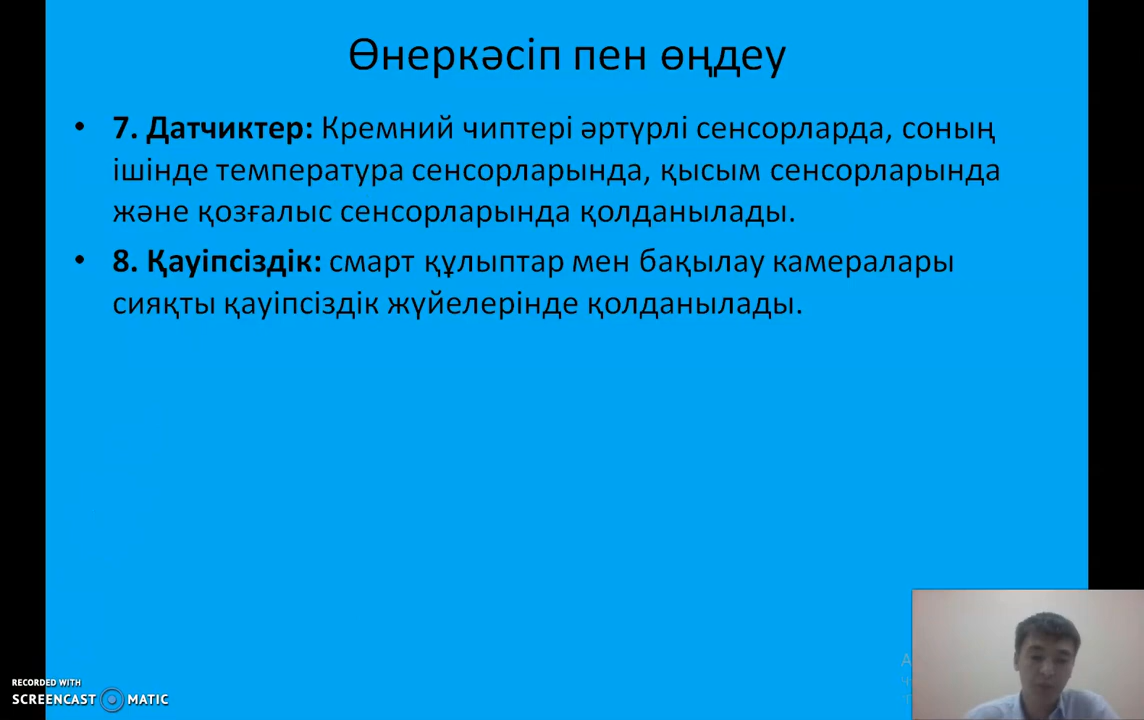 Өнеркәсіп пен өңдеу
• 7. Датчиктер: Кремний чиптері әртүрлі сенсорларда, соның
ішінде температура сенсорларында, қысым сенсорларында
және қозғалыс сенсорларында қолданылады.
• 8. Қауіпсіздік: смарт құлыптар мен бақылау камералары
сияқты қауіпсіздік жүйелерінде қолданылады.
RECORDED WITH
SCREENCAST MATIC